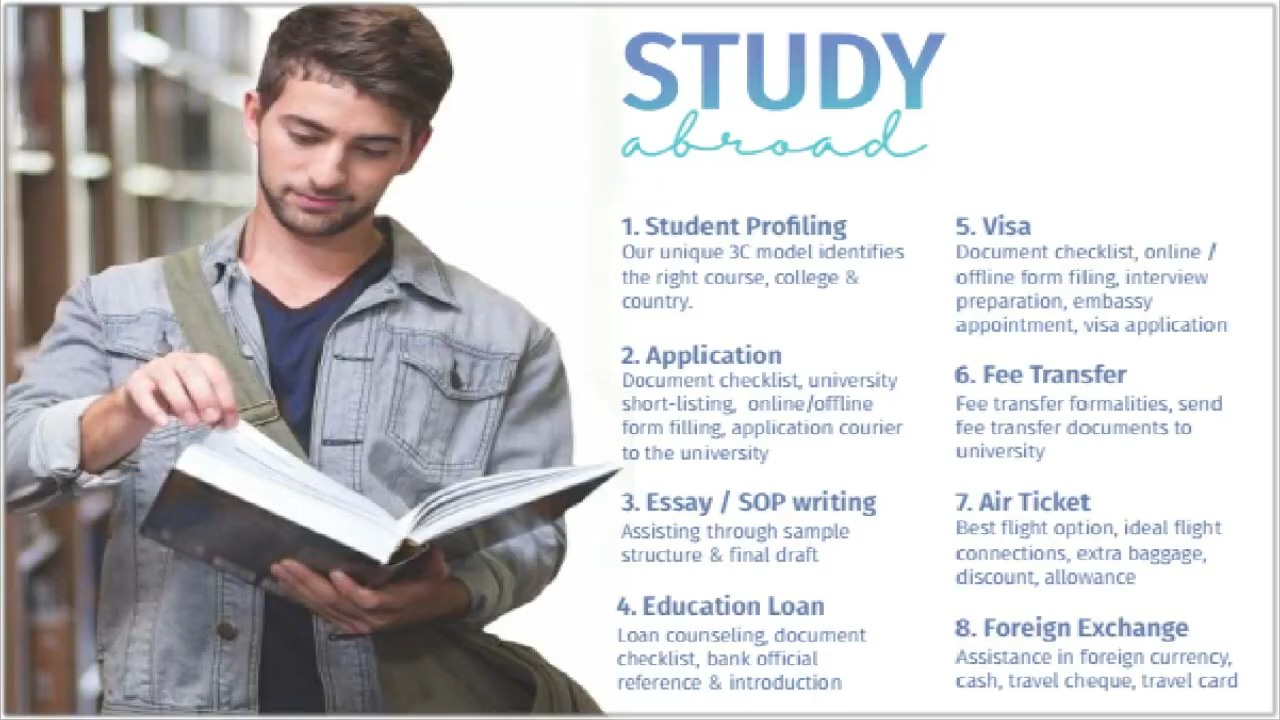 STUDY
abroad
1. Student Profiling
Our unique 3C model identifies
the right course, college &
country.
2. Application
Document checklist, university
short-listing, online/offline
form filling, application courier
to the university
3. Essay / SOP writing
Assisting through sample
structure & final draft
4. Education Loan
Loan counseling, document
checklist, bank official
reference & introduction
5. Visa
Document checklist, online /
offline form filing, interview
preparation, embassy
appointment, visa application
6. Fee Transfer
Fee transfer formalities, send
fee transfer documents to
university
7. Air Ticket
Best flight option, ideal flight
connections, extra baggage,
discount, allowance
8. Foreign Exchange
Assistance in foreign currency,
cash, travel cheque, travel card